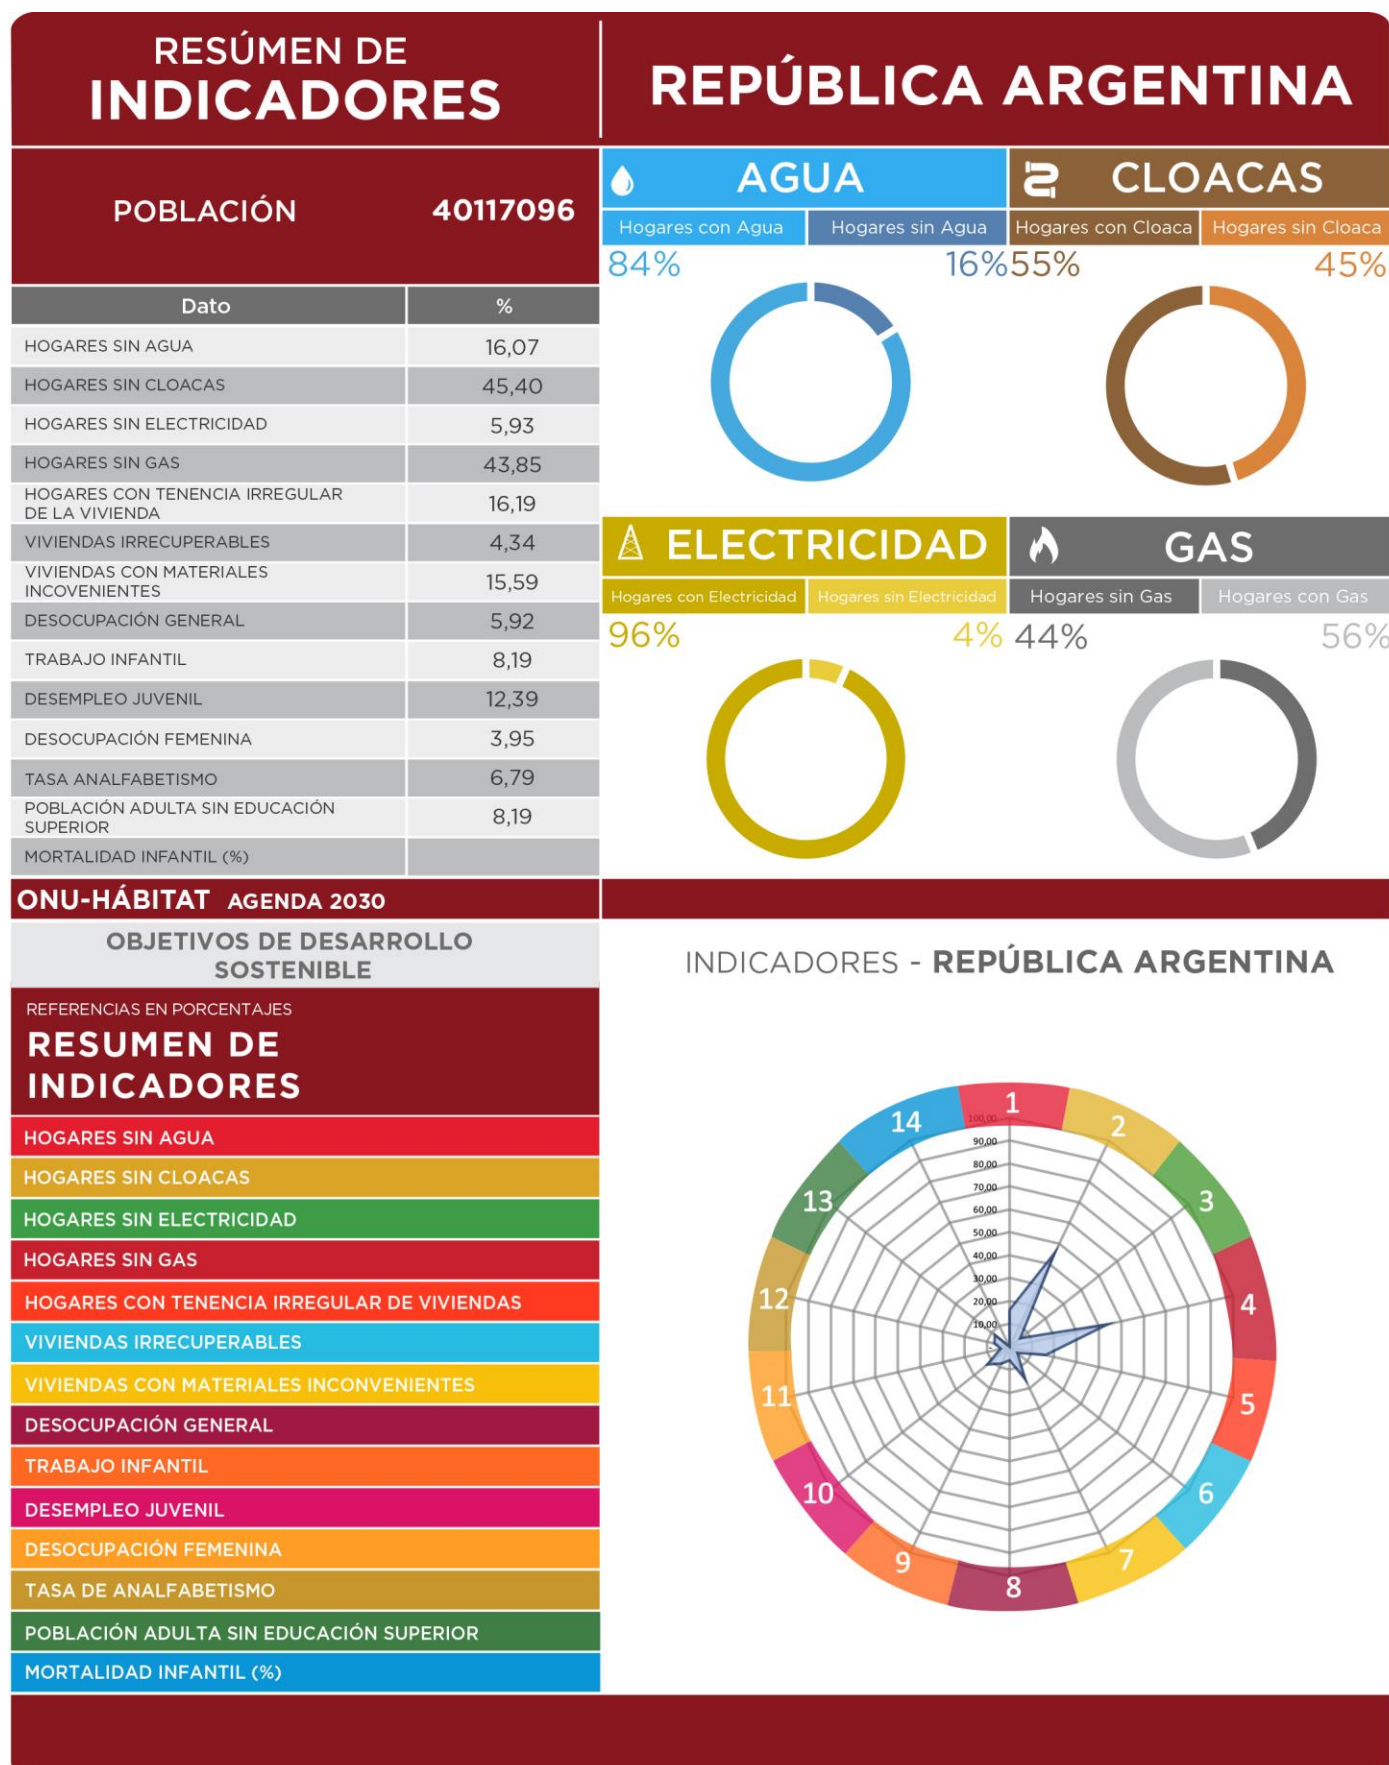 RESÚMEN DE
INDICADORES
REPÚBLICA ARGENTINA
POBLACIÓN 40117096
Dato %
HOGARES SIN AGUA 16,07
HOGARES SIN CLOACAS 45,40
HOGARES SIN ELECTRICIDAD 5,93
HOGARES SIN GAS 43,85
HOGARES CON TENENCIA IRREGULAR
DE LA VIVIENDA 16,19
VIVIENDAS IRRECUPERABLES 4,34
VIVIENDAS CON MATERIALES
INCOVENIENTES 15,59
DESOCUPACIÓN GENERAL 5,92
TRABAJO INFANTIL 8,19
DESEMPLEO JUVENIL 12,39
DESOCUPACIÓN FEMENINA 3,95
TASA ANALFABETISMO 6,79
POBLACIÓN ADULTA SIN EDUCACIÓN
SUPERIOR 8,19
MORTALIDAD INFANTIL (%)
AGUA
Hogares con Agua Hogares sin Agua
84% 16%
CLOACAS
Hogares con Cloaca Hogares sin Cloaca
55% 45%
ELECTRICIDAD
Hogares con Electricidad Hogares sin Electricidad
96% 4%
GAS
Hogares sin Gas Hogares con Gas
44% 56%
ONU-HÁBITAT AGENDA 2030
OBJETIVOS DE DESARROLLO
SOSTENIBLE
REFERENCIAS EN PORCENTAJES
RESUMEN DE
INDICADORES
HOGARES SIN AGUA
HOGARES SIN CLOACAS
HOGARES SIN ELECTRICIDAD
HOGARES SIN GAS
HOGARES CON TENENCIA IRREGULAR DE VIVIENDAS
VIVIENDAS IRRECUPERABLES
VIVIENDAS CON MATERIALES INCONVENIENTES
DESOCUPACIÓN GENERAL
TRABAJO INFANTIL
DESEMPLEO JUVENIL
DESOCUPACIÓN FEMENINA
TASA DE ANALFABETISMO
POBLACIÓN ADULTA SIN EDUCACIÓN SUPERIOR
MORTALIDAD INFANTIL (%)
INDICADORES - REPÚBLICA ARGENTINA
1
2
3
4
5
6
7
8
9
10
11
12
13
14
100,00
90,00
80,00
70,00
60,00
50,00
40,00
30,00
20,00
10,00
-